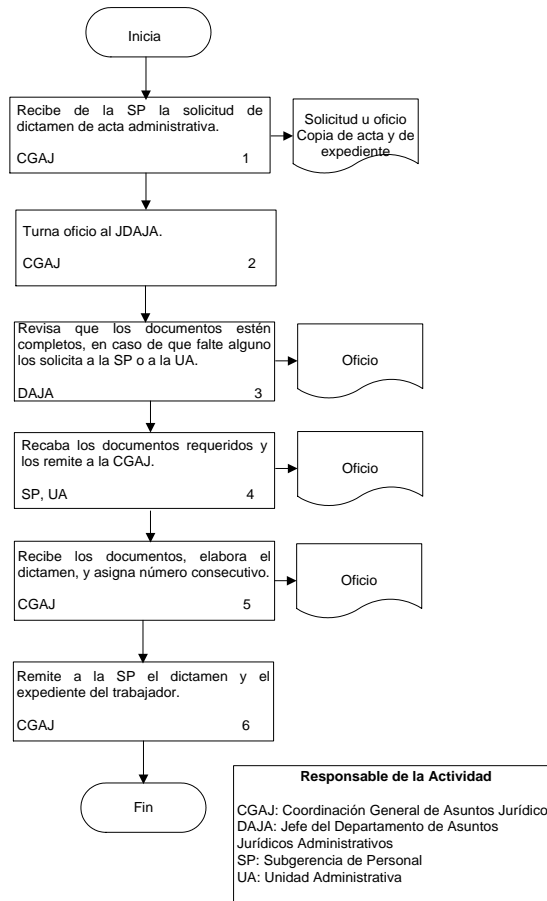 Inicia
Recibe de la SP la solicitud de
dictamen de acta administrativa.
CGAJ 1
Solicitud u oficio
Copia de acta y de
expediente
Turna oficio al JDAJA.
CGAJ 2
Revisa que los documentos estén
completos, en caso de que falte alguno
los solicita a la SP o a la UA.
DAJA 3
Oficio
Recaba los documentos requeridos y
los remite a la CGAJ.
SP, UA 4
Oficio
Recibe los documentos, elabora el
dictamen, y asigna número consecutivo.
CGAJ 5
Oficio
Remite a la SP el dictamen y el
expediente del trabajador.
CGAJ 6
Fin
Responsable de la Actividad
CGAJ: Coordinación General de Asuntos Jurídico
DAJA: Jefe del Departamento de Asuntos
Jurídicos Administrativos
SP: Subgerencia de Personal
UA: Unidad Administrativa